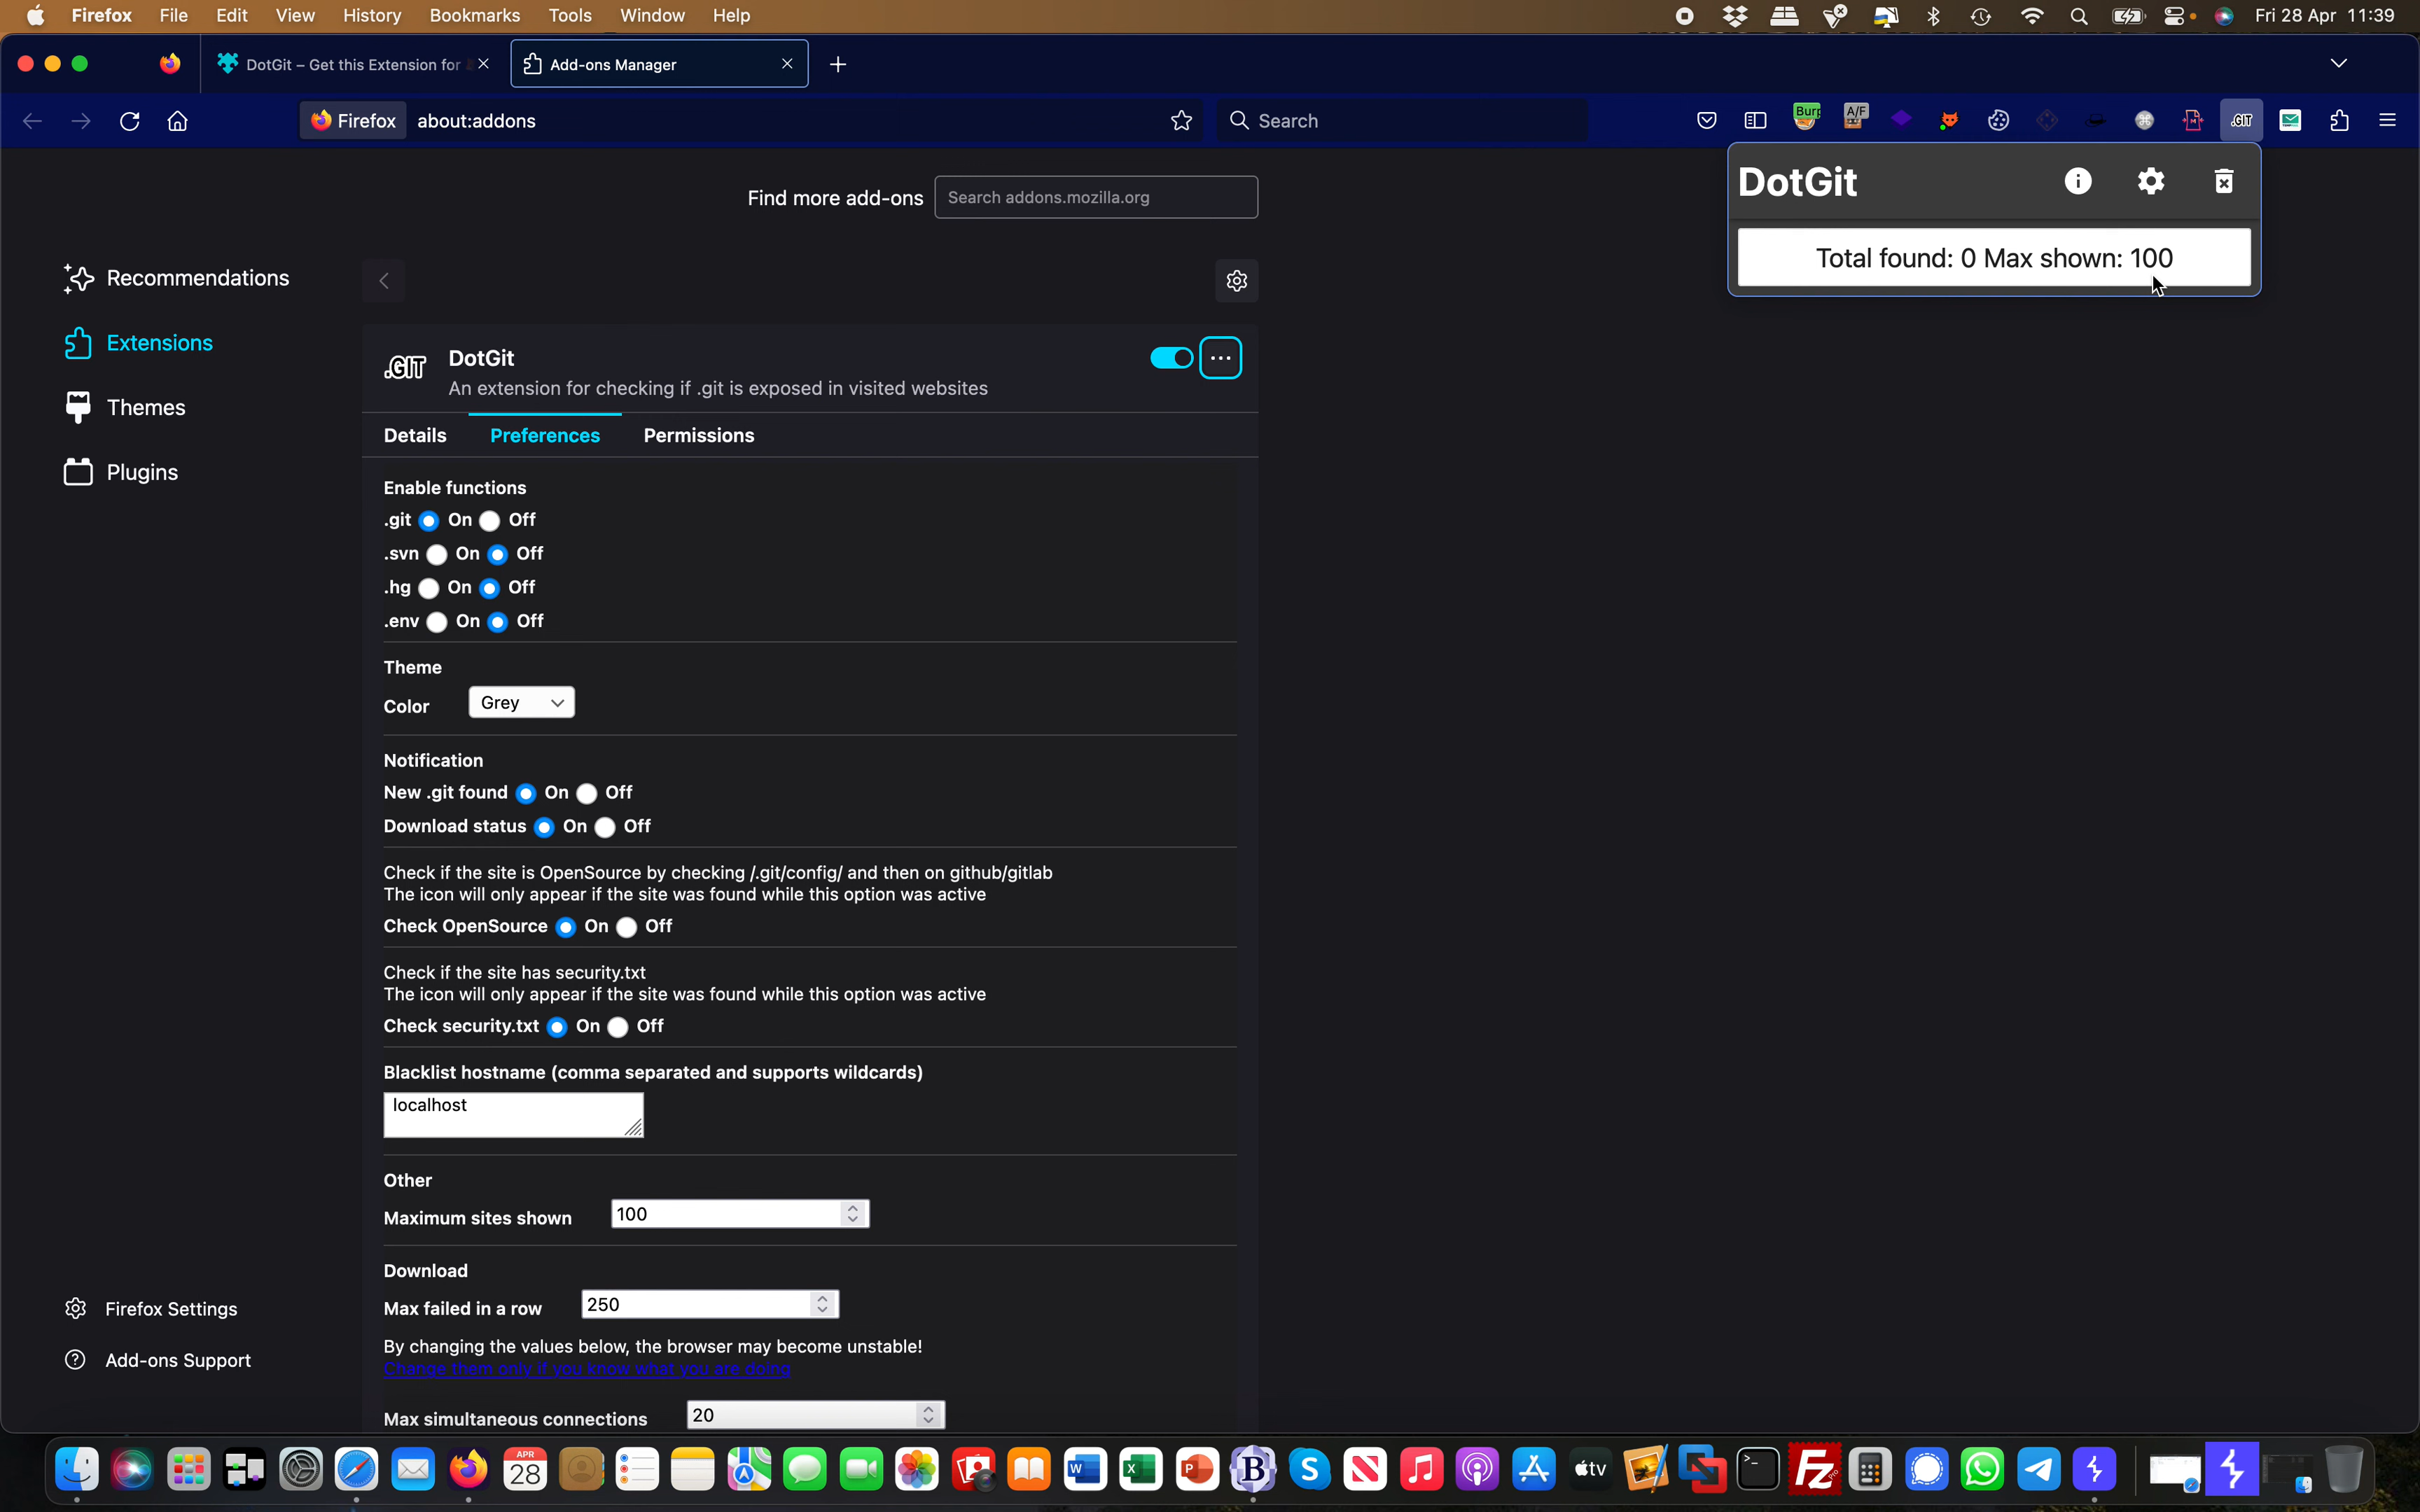 Firefox File Edit View History Bookmarks Tools Window Help Fri 28 Apr 11:39
DotGit – Get this Extension for
Add-ons Manager
Firefox about:addons
Search
Burp
A/F
.GIT
DotGit
Total found: 0 Max shown: 100
Find more add-ons Search addons.mozilla.org
Recommendations
Extensions
Themes
Plugins
.GIT
DotGit
An extension for checking if .git is exposed in visited websites
Details Preferences Permissions
Enable functions
.git On Off
.svn On Off
.hg On Off
.env On Off
Theme
Color Grey
Notification
New .git found On Off
Download status On Off
Check if the site is OpenSource by checking /.git/config/ and then on github/gitlab
The icon will only appear if the site was found while this option was active
Check OpenSource On Off
Check if the site has security.txt
The icon will only appear if the site was found while this option was active
Check security.txt On Off
Blacklist hostname (comma separated and supports wildcards)
localhost
Other
Maximum sites shown 100
Download
Max failed in a row 250
By changing the values below, the browser may become unstable!
Change them only if you know what you are doing
Max simultaneous connections 20
Firefox Settings
Add-ons Support
APR
28
W
X
P
B
S
N
tv
Fz